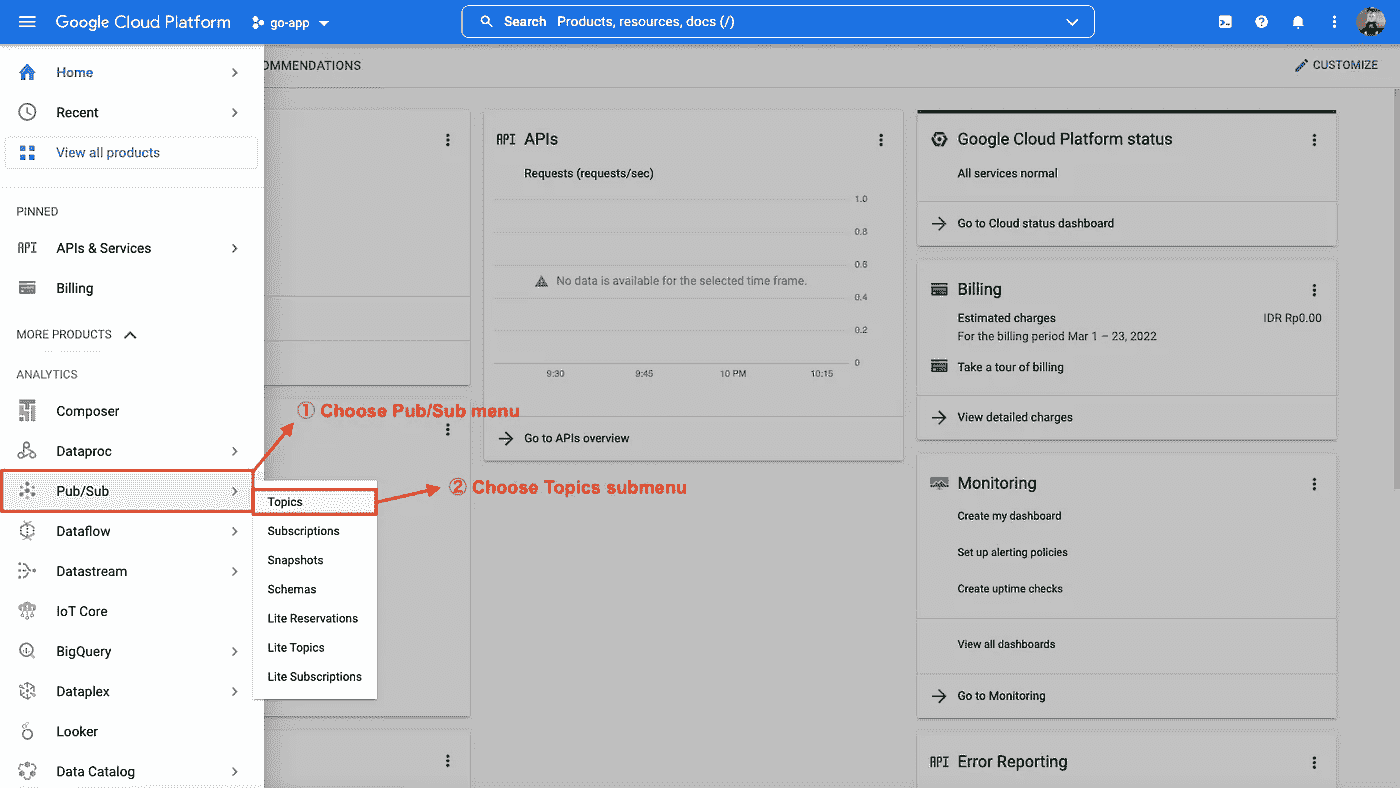 Google Cloud Platform
go-app
Search Products, resources, docs (/)
Home
Recent
View all products
PINNED
API APIs & Services
Billing
MORE PRODUCTS
ANALYTICS
Composer
Dataproc
Pub/Sub
Dataflow
Datastream
IoT Core
BigQuery
Dataplex
Looker
Data Catalog
① Choose Pub/Sub menu
② Choose Topics submenu
Topics
Subscriptions
Snapshots
Schemas
Lite Reservations
Lite Topics
Lite Subscriptions
OMMENDATIONS
CUSTOMIZE
API APIs
Requests (requests/sec)
1.0
0.8
0.6
No data is available for the selected time frame.
0.4
0.2
0
9:30 9:45 10 PM 10:15
Go to APIs overview
Google Cloud Platform status
All services normal
Go to Cloud status dashboard
Billing
Estimated charges IDR Rp0.00
For the billing period Mar 1 – 23, 2022
Take a tour of billing
View detailed charges
Monitoring
Create my dashboard
Set up alerting policies
Create uptime checks
View all dashboards
Go to Monitoring
API Error Reporting